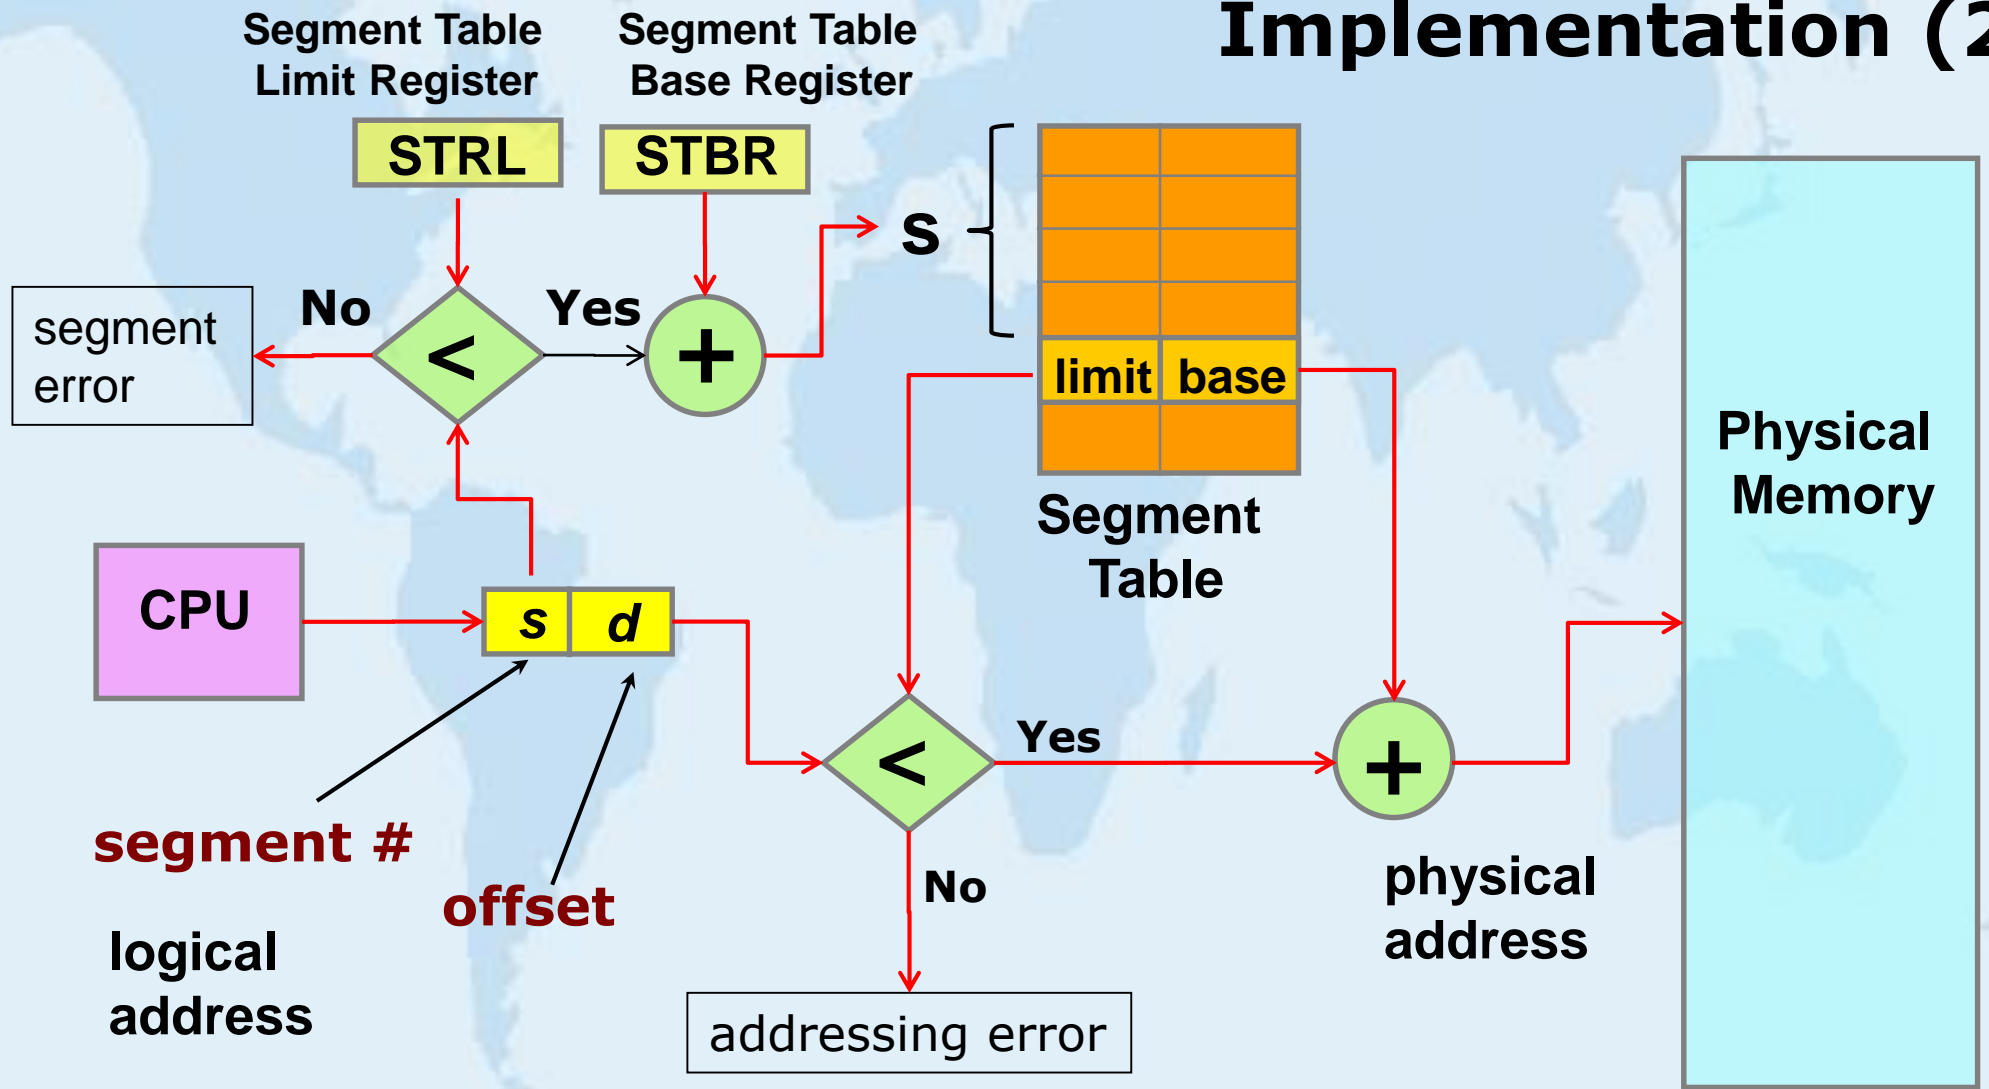 Implementation (2
Segment Table
Limit Register
Segment Table
Base Register
STRL
STBR
s
No
Yes
segment
error
<
+
limit
base
Physical
Memory
Segment
Table
CPU
s
d
<
Yes
+
segment #
offset
No
physical
address
logical
address
addressing error